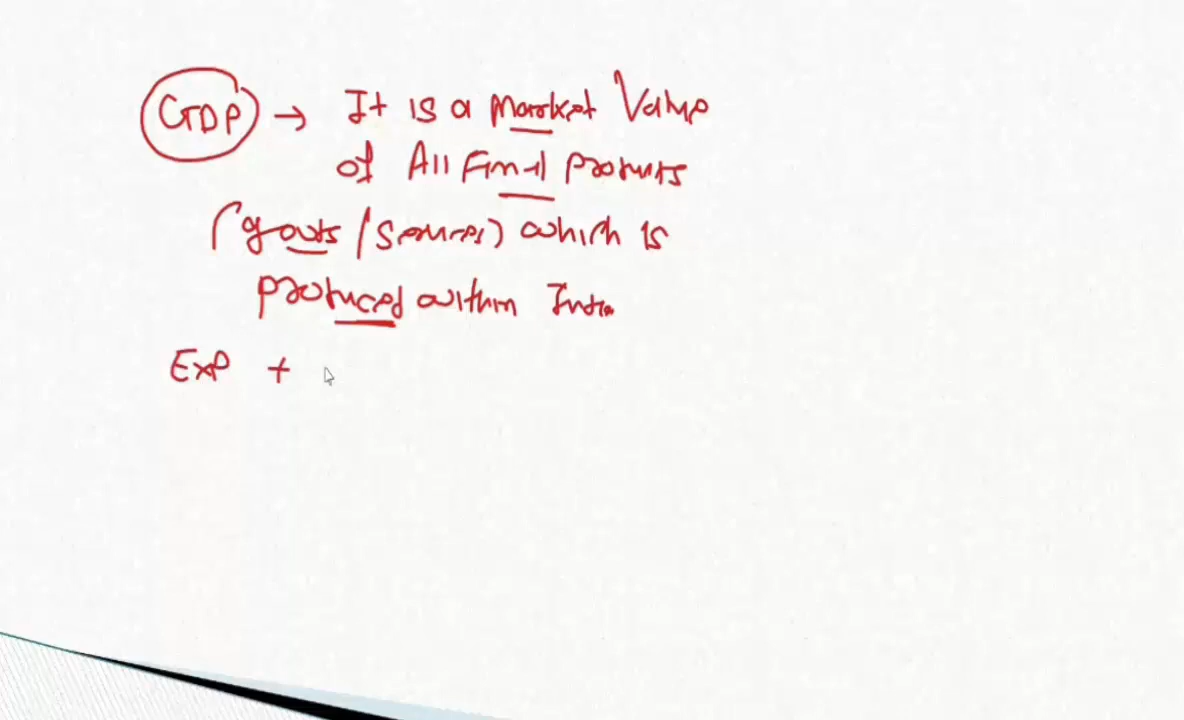 GDP → It is a Market Value
of All Final products
(goods/Services) which is
produced within India
Exp +